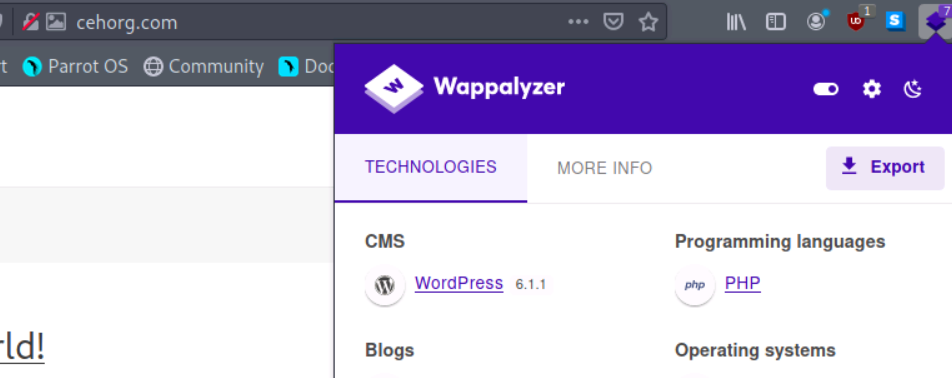 cehorg.com
1
7
t Parrot OS Community Doc
Wappalyzer
TECHNOLOGIES MORE INFO Export
CMS Programming languages
WordPress 6.1.1 php PHP
rld!
Blogs Operating systems